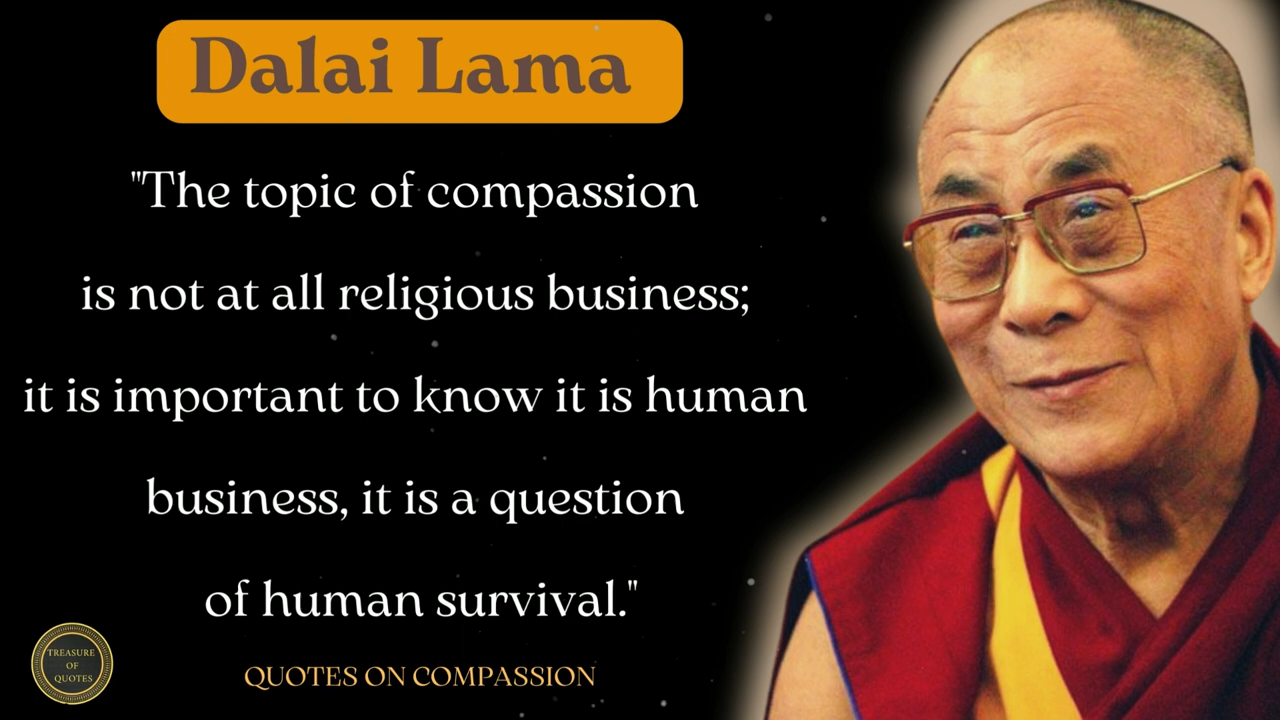 Dalai Lama
"The topic of compassion
is not at all religious business;
it is important to know it is human
business, it is a question
of human survival."
TREASURE
OF
QUOTES
QUOTES ON COMPASSION